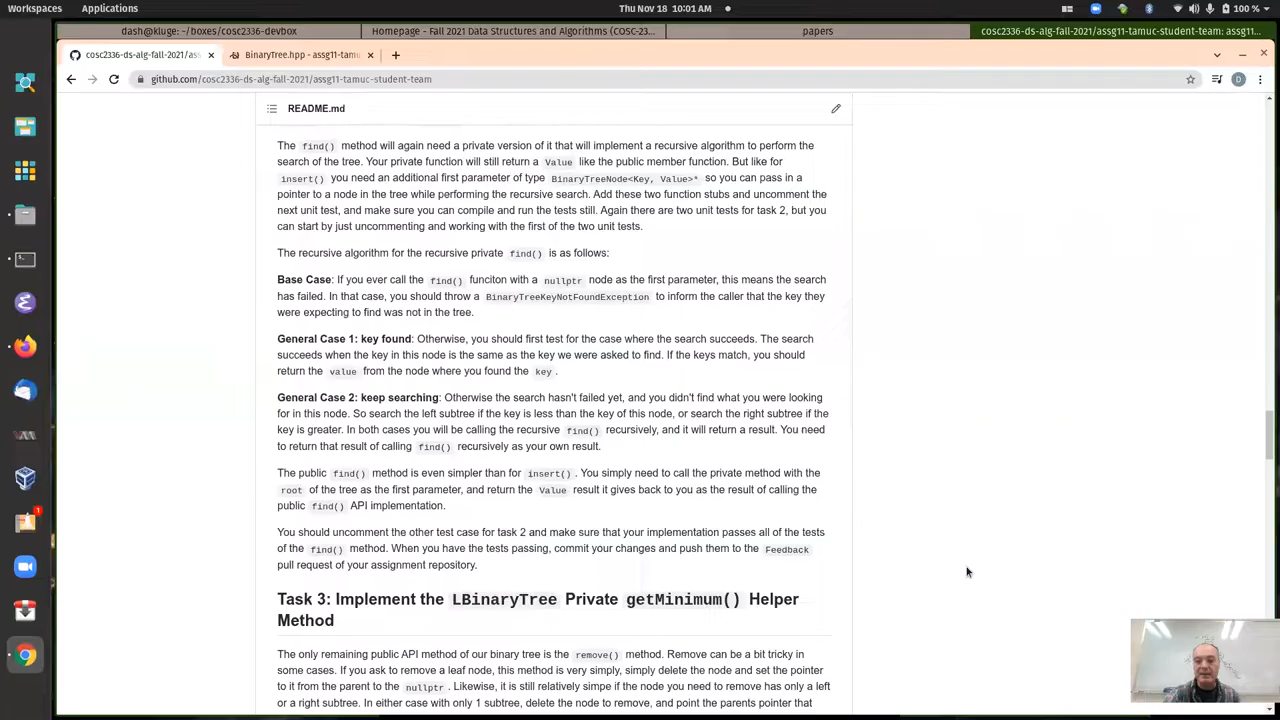 Workspaces Applications Thu Nov 18 10:01 AM 100 %
dash@kluge: ~/boxes/cosc2336-devbox Homepage - Fall 2021 Data Structures and Algorithms (COSC-23... papers cosc2336-ds-alg-fall-2021/assg11-tamuc-student-team: assg11...
cosc2336-ds-alg-fall-2021/ass BinaryTree.hpp - assg11-tamu
github.com/cosc2336-ds-alg-fall-2021/assg11-tamuc-student-team D
README.md
The find() method will again need a private version of it that will implement a recursive algorithm to perform the
search of the tree. Your private function will still return a Value like the public member function. But like for
insert() you need an additional first parameter of type BinaryTreeNode<Key, Value>* so you can pass in a
pointer to a node in the tree while performing the recursive search. Add these two function stubs and uncomment the
next unit test, and make sure you can compile and run the tests still. Again there are two unit tests for task 2, but you
can start by just uncommenting and working with the first of the two unit tests.
The recursive algorithm for the recursive private find() is as follows:
Base Case: If you ever call the find() funciton with a nullptr node as the first parameter, this means the search
has failed. In that case, you should throw a BinaryTreeKeyNotFoundException to inform the caller that the key they
were expecting to find was not in the tree.
General Case 1: key found: Otherwise, you should first test for the case where the search succeeds. The search
succeeds when the key in this node is the same as the key we were asked to find. If the keys match, you should
return the value from the node where you found the key.
General Case 2: keep searching: Otherwise the search hasn't failed yet, and you didn't find what you were looking
for in this node. So search the left subtree if the key is less than the key of this node, or search the right subtree if the
key is greater. In both cases you will be calling the recursive find() recursively, and it will return a result. You need
to return that result of calling find() recursively as your own result.
The public find() method is even simpler than for insert(). You simply need to call the private method with the
root of the tree as the first parameter, and return the Value result it gives back to you as the result of calling the
public find() API implementation.
You should uncomment the other test case for task 2 and make sure that your implementation passes all of the tests
of the find() method. When you have the tests passing, commit your changes and push them to the Feedback
pull request of your assignment repository.
Task 3: Implement the LBinaryTree Private getMinimum() Helper
Method
The only remaining public API method of our binary tree is the remove() method. Remove can be a bit tricky in
some cases. If you ask to remove a leaf node, this method is very simply, simply delete the node and set the pointer
to it from the parent to the nullptr. Likewise, it is still relatively simpe if the node you need to remove has only a left
or a right subtree. In either case with only 1 subtree, delete the node to remove, and point the parents pointer that